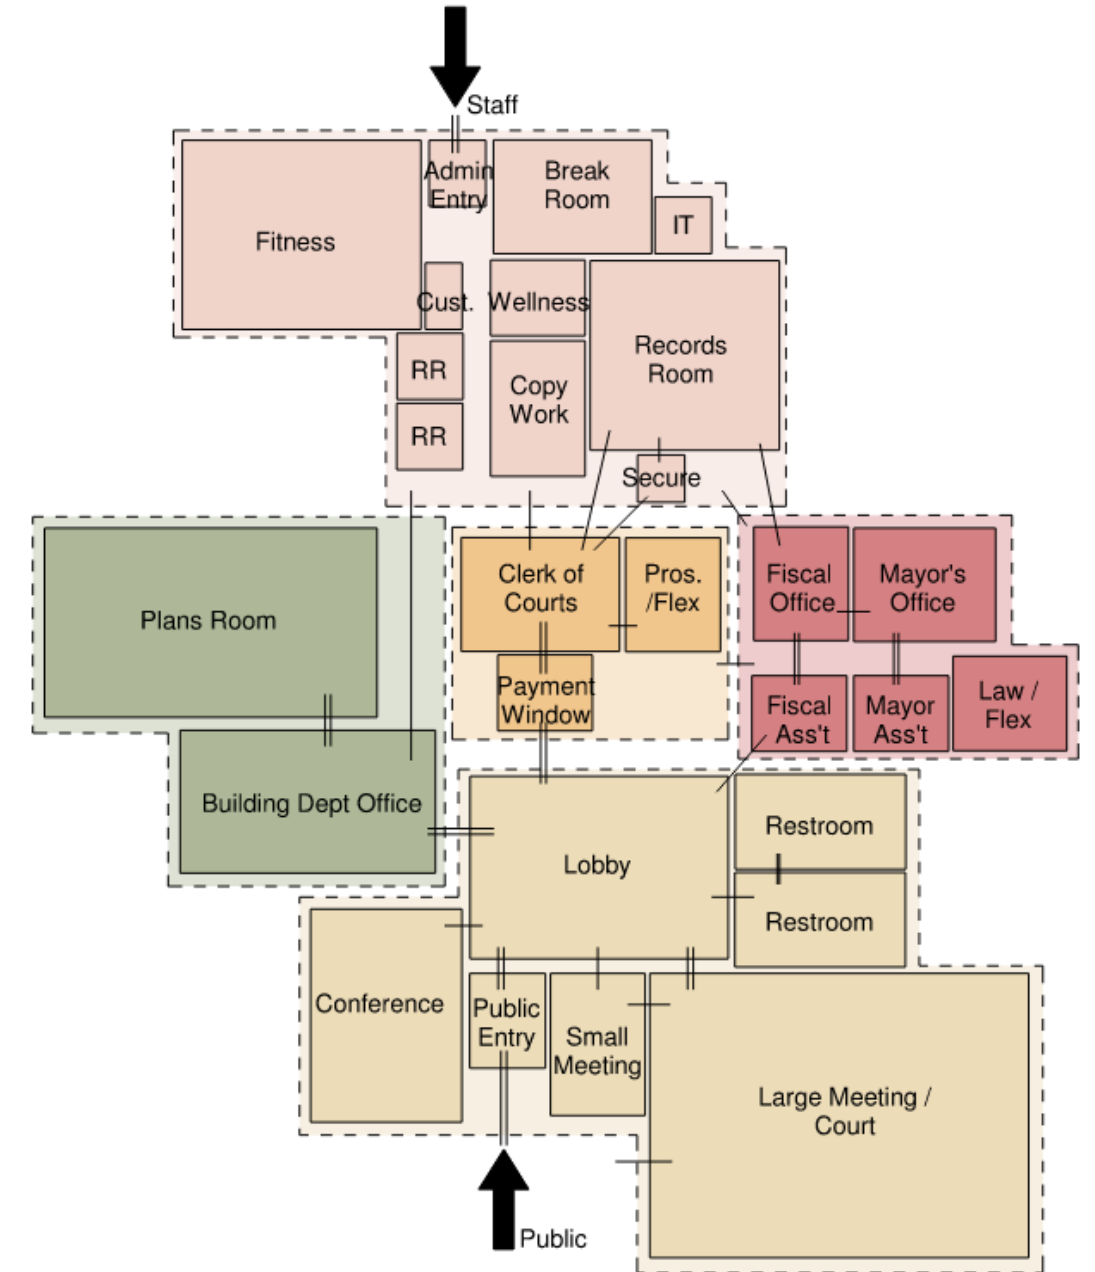 Staff
Admin
Entry
Break
Room
IT
Fitness
Cust.
Wellness
Records
Room
RR
Copy
Work
RR
Secure
Plans Room
Clerk of
Courts
Pros.
/Flex
Fiscal
Office
Mayor's
Office
Payment
Window
Fiscal
Ass't
Mayor
Ass't
Law /
Flex
Building Dept Office
Lobby
Restroom
Restroom
Conference
Public
Entry
Small
Meeting
Large Meeting /
Court
Public